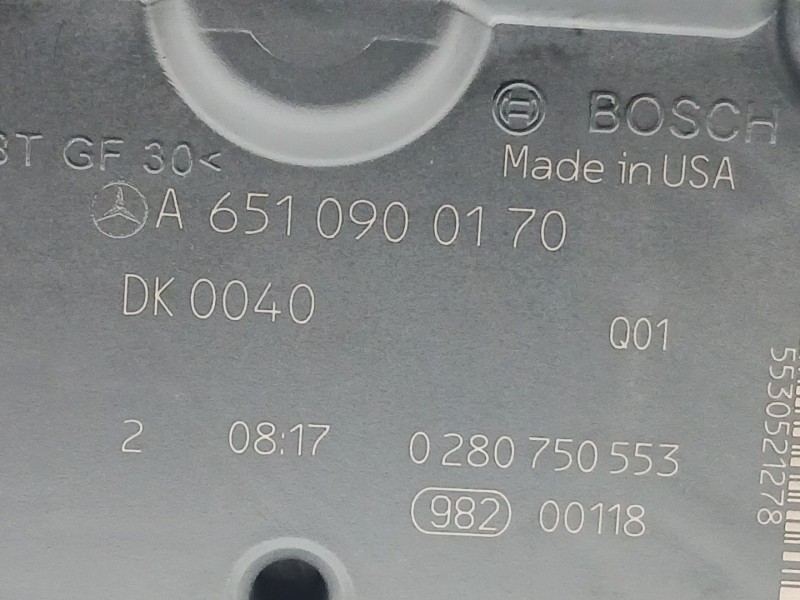 BOSCH
Made in USA
GF 30<
A 651 090 01 70
DK 0040
Q01
2 08:17 0 280 750 553
982 00118
5530521278